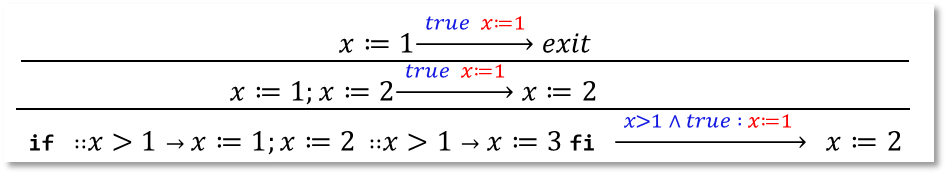 x ≔ 1 true x≔1 ⟶ exit
x ≔ 1; x ≔ 2 true x≔1 ⟶ x ≔ 2
if ::x > 1 → x ≔ 1; x ≔ 2 ::x > 1 → x ≔ 3 fi x>1 ∧ true : x≔1 ⟶ x ≔ 2